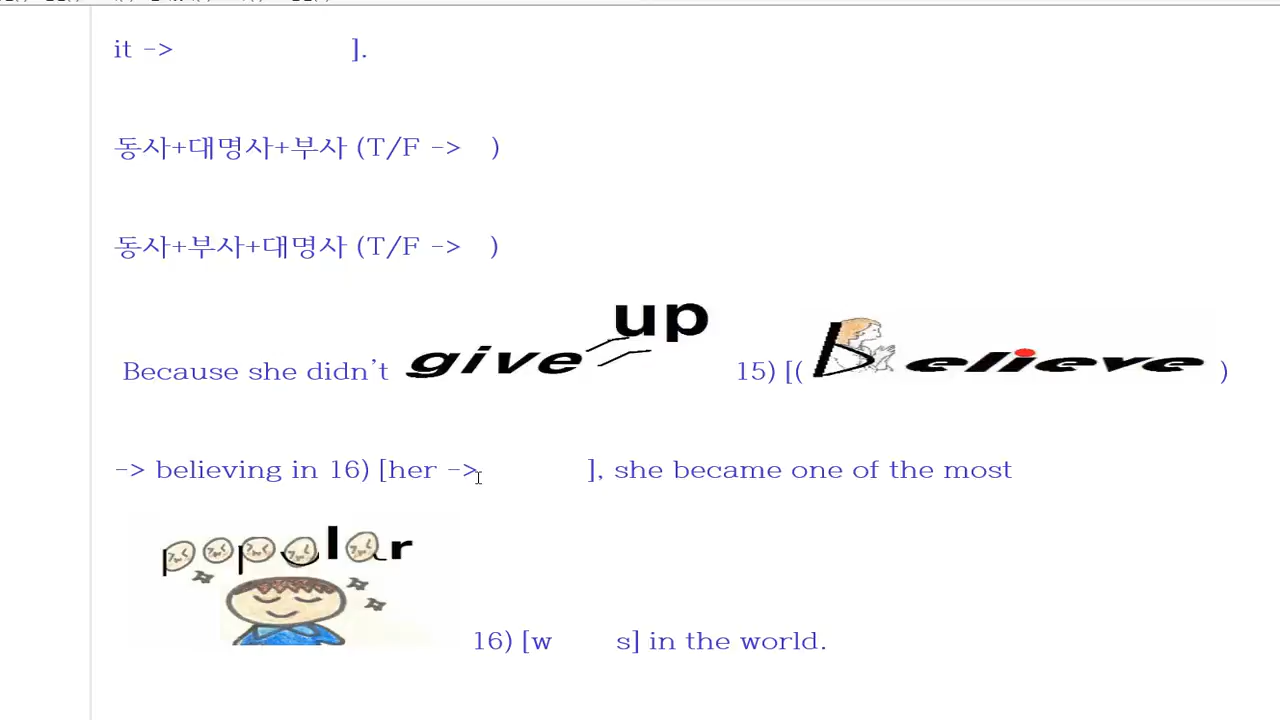 it -> ].
동사+대명사+부사 (T/F -> )
동사+부사+대명사 (T/F -> )
Because she didn't give up 15) [( Believe )
-> believing in 16) [her -> ], she became one of the most
popular 16) [w s] in the world.